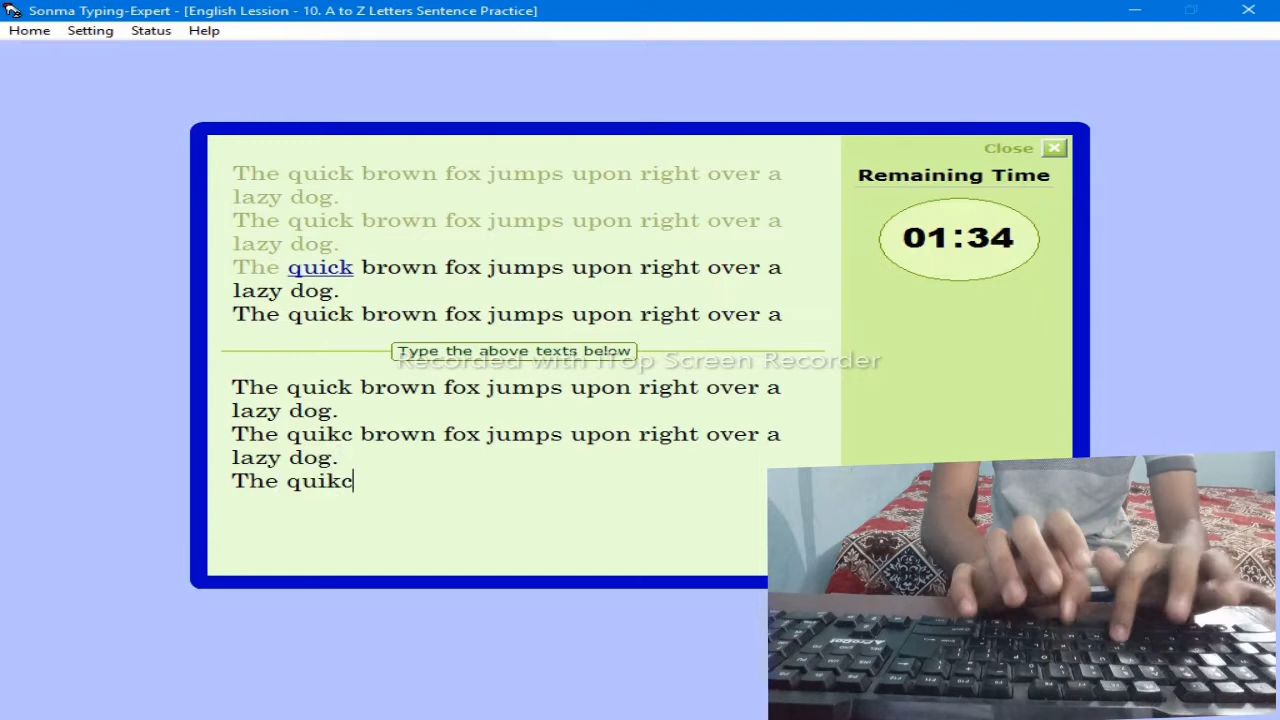 Sonma Typing-Expert - [English Lession - 10. A to Z Letters Sentence Practice]
Home Setting Status Help
Close
Remaining Time
01:34
The quick brown fox jumps upon right over a
lazy dog.
The quick brown fox jumps upon right over a
lazy dog.
The quick brown fox jumps upon right over a
lazy dog.
The quick brown fox jumps upon right over a
Type the above texts below
Recorded with iTop Screen Recorder
The quick brown fox jumps upon right over a
lazy dog.
The quikc brown fox jumps upon right over a
lazy dog.
The quikc